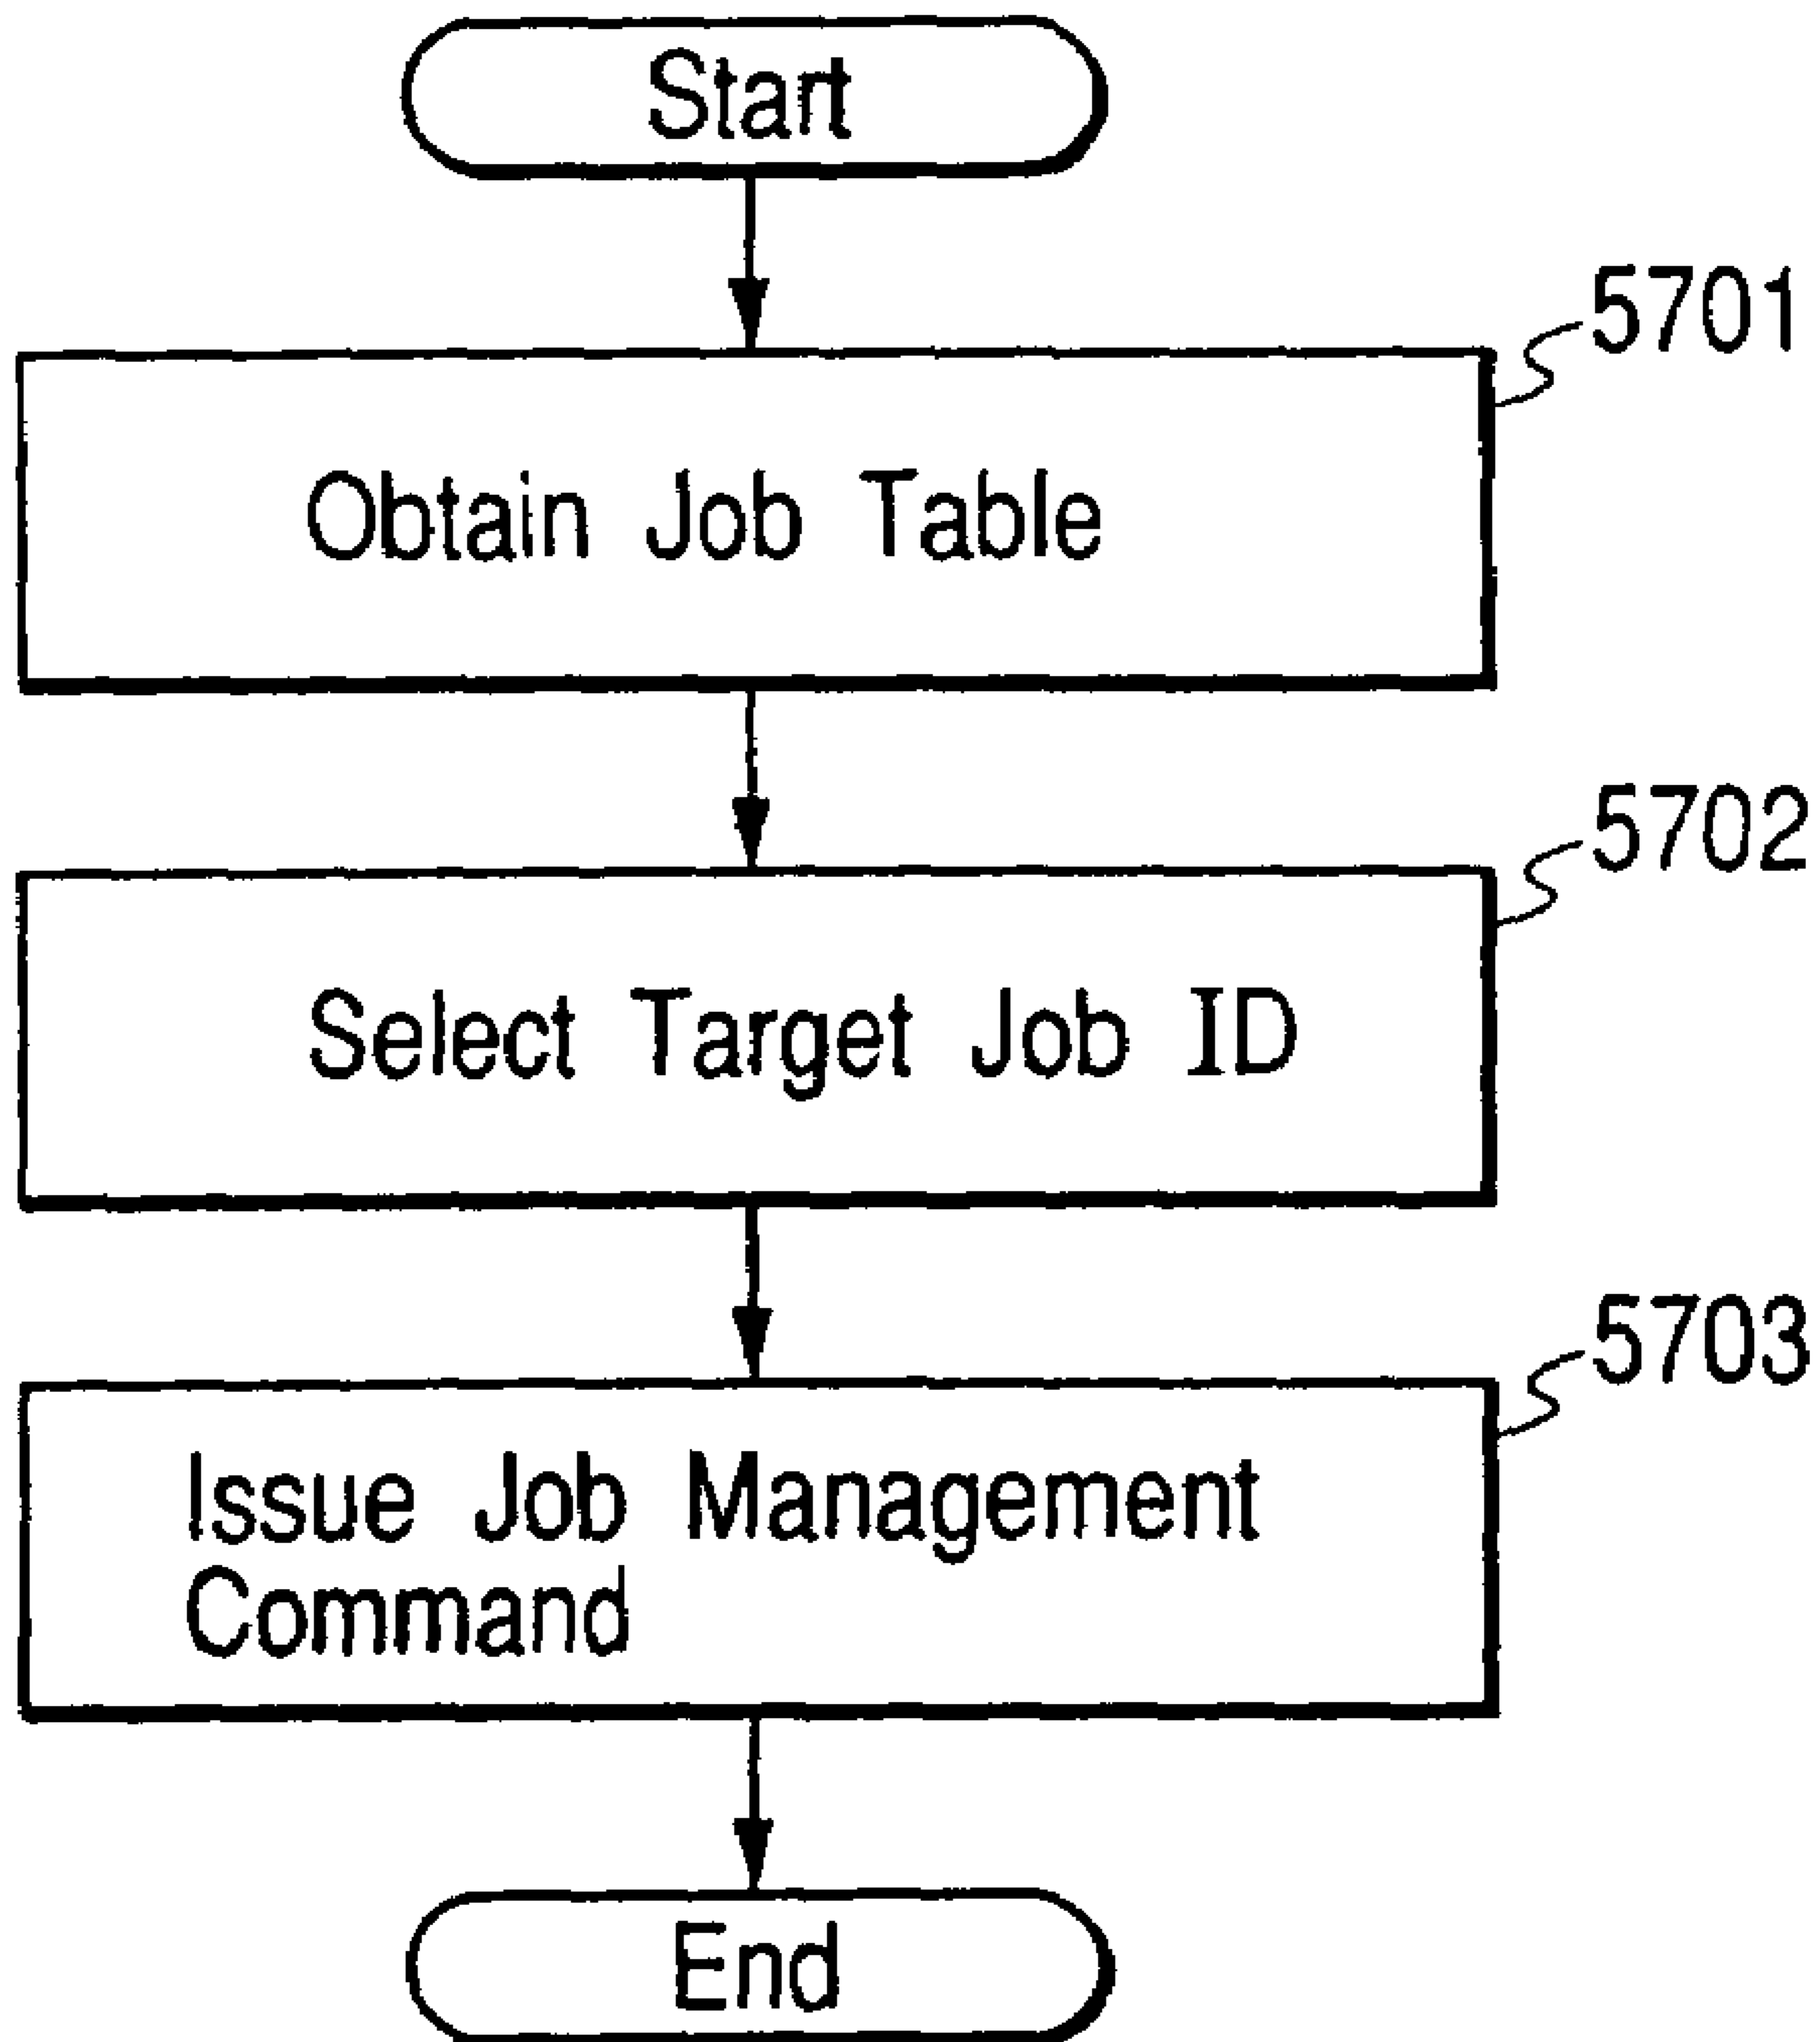 Start
5701
Obtain Job Table
5702
Select Target Job ID
5703
Issue Job Management
Command
End